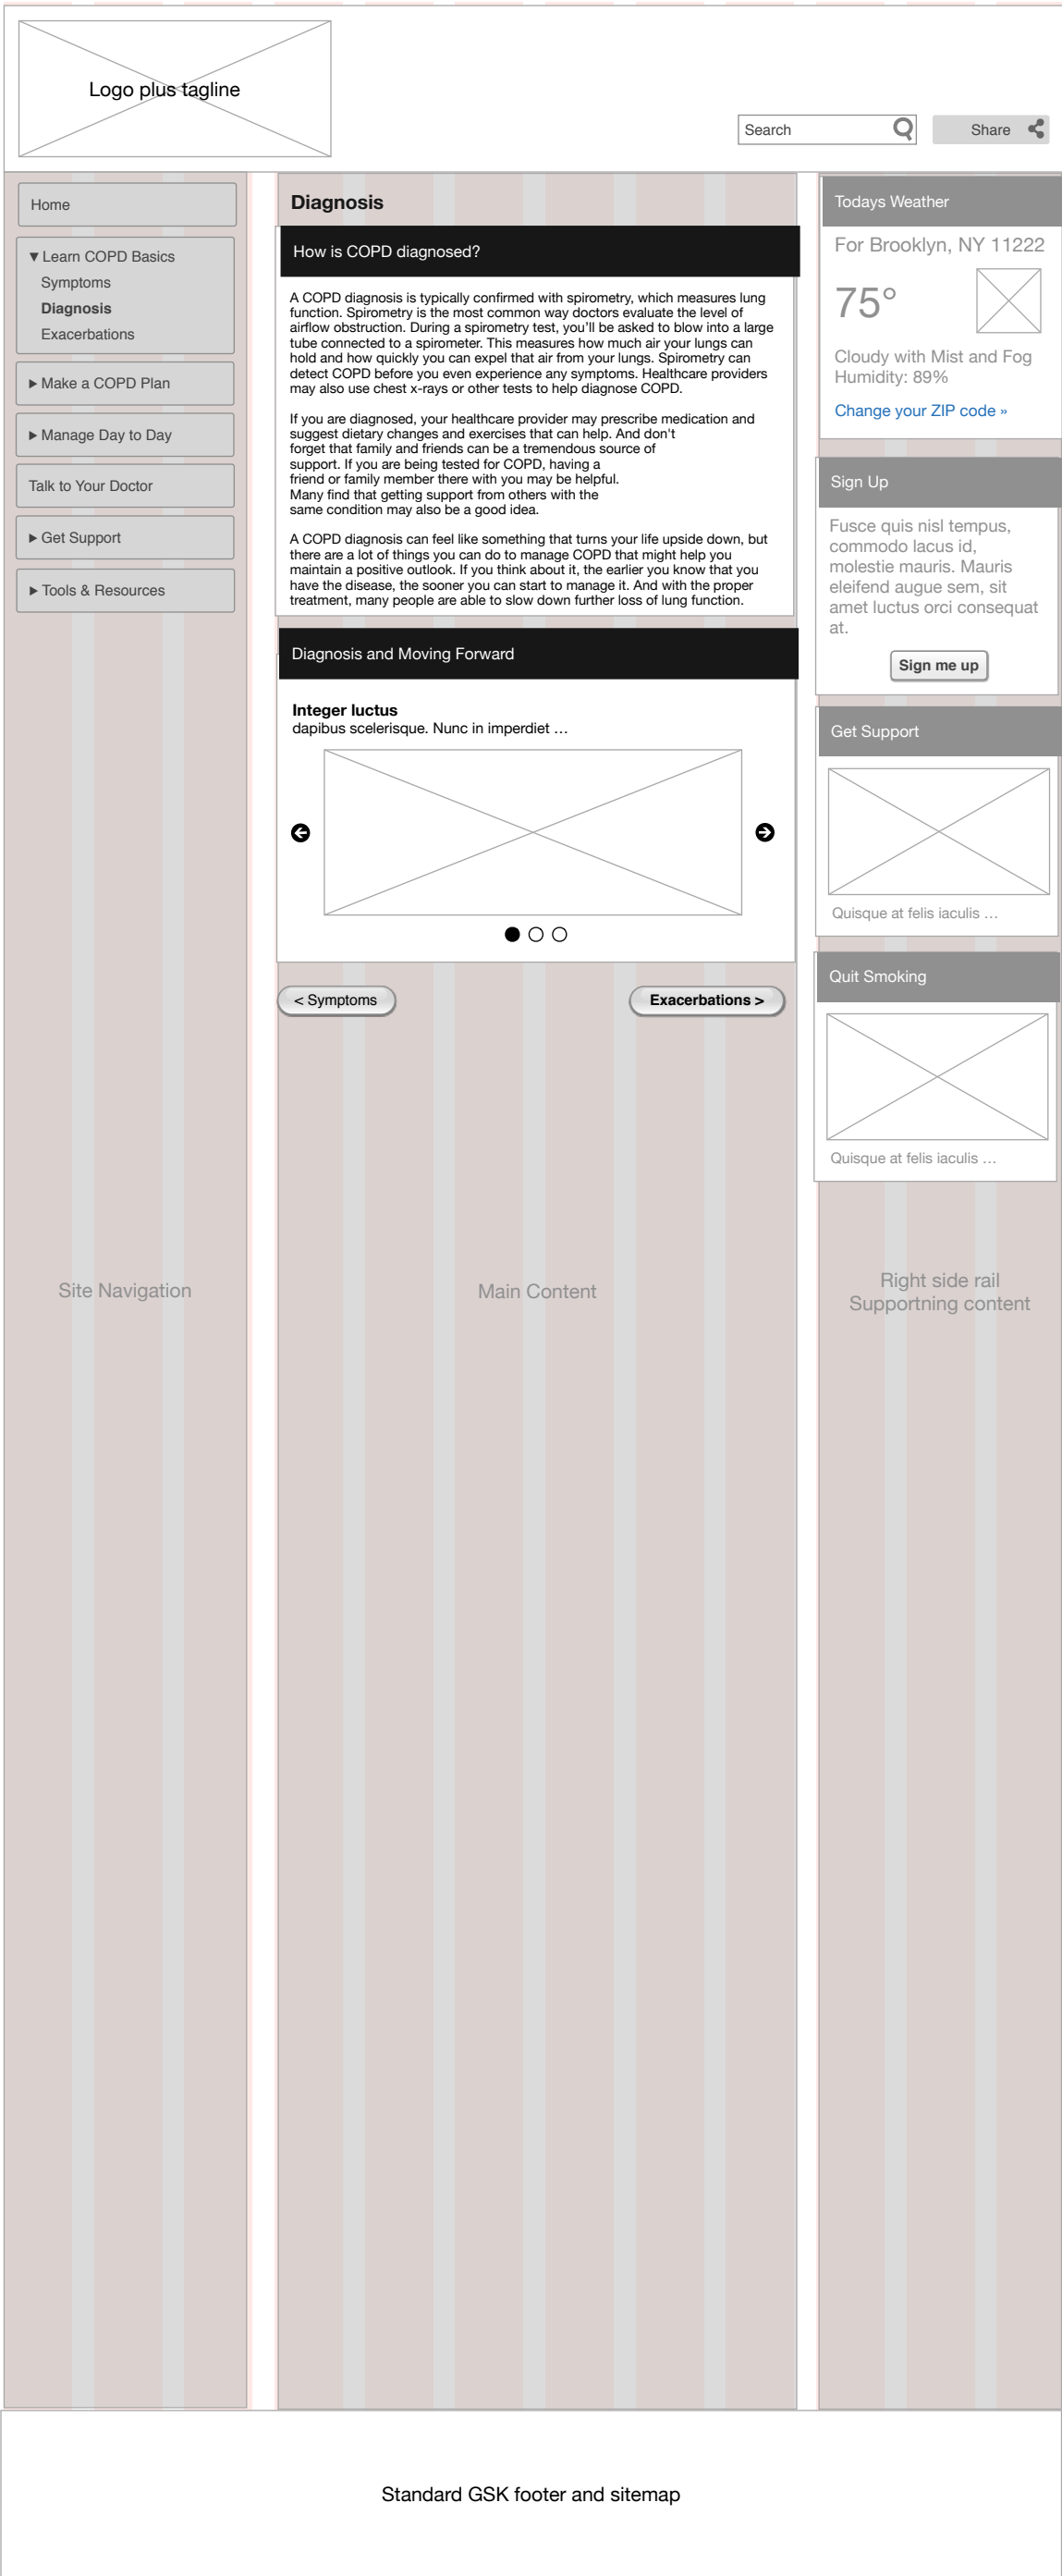 Logo plus tagline
Search
Share
Home
▼ Learn COPD Basics
Symptoms
Diagnosis
Exacerbations
▶ Make a COPD Plan
▶ Manage Day to Day
Talk to Your Doctor
▶ Get Support
▶ Tools & Resources
Site Navigation
Diagnosis
How is COPD diagnosed?
A COPD diagnosis is typically confirmed with spirometry, which measures lung
function. Spirometry is the most common way doctors evaluate the level of
airflow obstruction. During a spirometry test, you'll be asked to blow into a large
tube connected to a spirometer. This measures how much air your lungs can
hold and how quickly you can expel that air from your lungs. Spirometry can
detect COPD before you even experience any symptoms. Healthcare providers
may also use chest x-rays or other tests to help diagnose COPD.
If you are diagnosed, your healthcare provider may prescribe medication and
suggest dietary changes and exercises that can help. And don't
forget that family and friends can be a tremendous source of
support. If you are being tested for COPD, having a
friend or family member there with you may be helpful.
Many find that getting support from others with the
same condition may also be a good idea.
A COPD diagnosis can feel like something that turns your life upside down, but
there are a lot of things you can do to manage COPD that might help you
maintain a positive outlook. If you think about it, the earlier you know that you
have the disease, the sooner you can start to manage it. And with the proper
treatment, many people are able to slow down further loss of lung function.
Diagnosis and Moving Forward
Integer luctus
dapibus scelerisque. Nunc in imperdiet …
< Symptoms
Exacerbations >
Main Content
Todays Weather
For Brooklyn, NY 11222
75°
Cloudy with Mist and Fog
Humidity: 89%
Change your ZIP code »
Sign Up
Fusce quis nisl tempus,
commodo lacus id,
molestie mauris. Mauris
eleifend augue sem, sit
amet luctus orci consequat
at.
Sign me up
Get Support
Quisque at felis iaculis …
Quit Smoking
Quisque at felis iaculis …
Right side rail
Supportning content
Standard GSK footer and sitemap